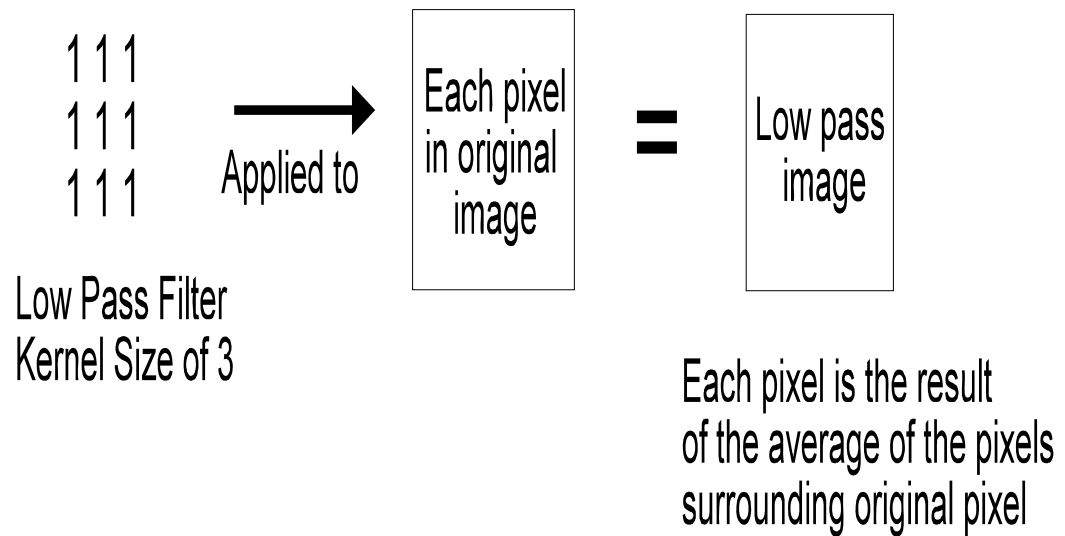 1 1 1
1 1 1
1 1 1
Low Pass Filter
Kernel Size of 3
Applied to
Each pixel
in original
image
=
Low pass
image
Each pixel is the result
of the average of the pixels
surrounding original pixel